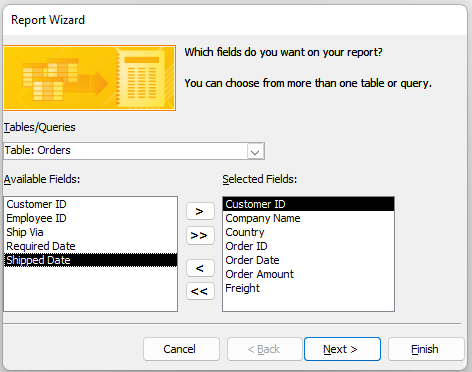 Report Wizard
Which fields do you want on your report?
You can choose from more than one table or query.
Tables/Queries
Table: Orders
Available Fields:
Customer ID
Employee ID
Ship Via
Required Date
Shipped Date
>
>>
<
<<
Selected Fields:
Customer ID
Company Name
Country
Order ID
Order Date
Order Amount
Freight
Cancel
< Back
Next >
Finish